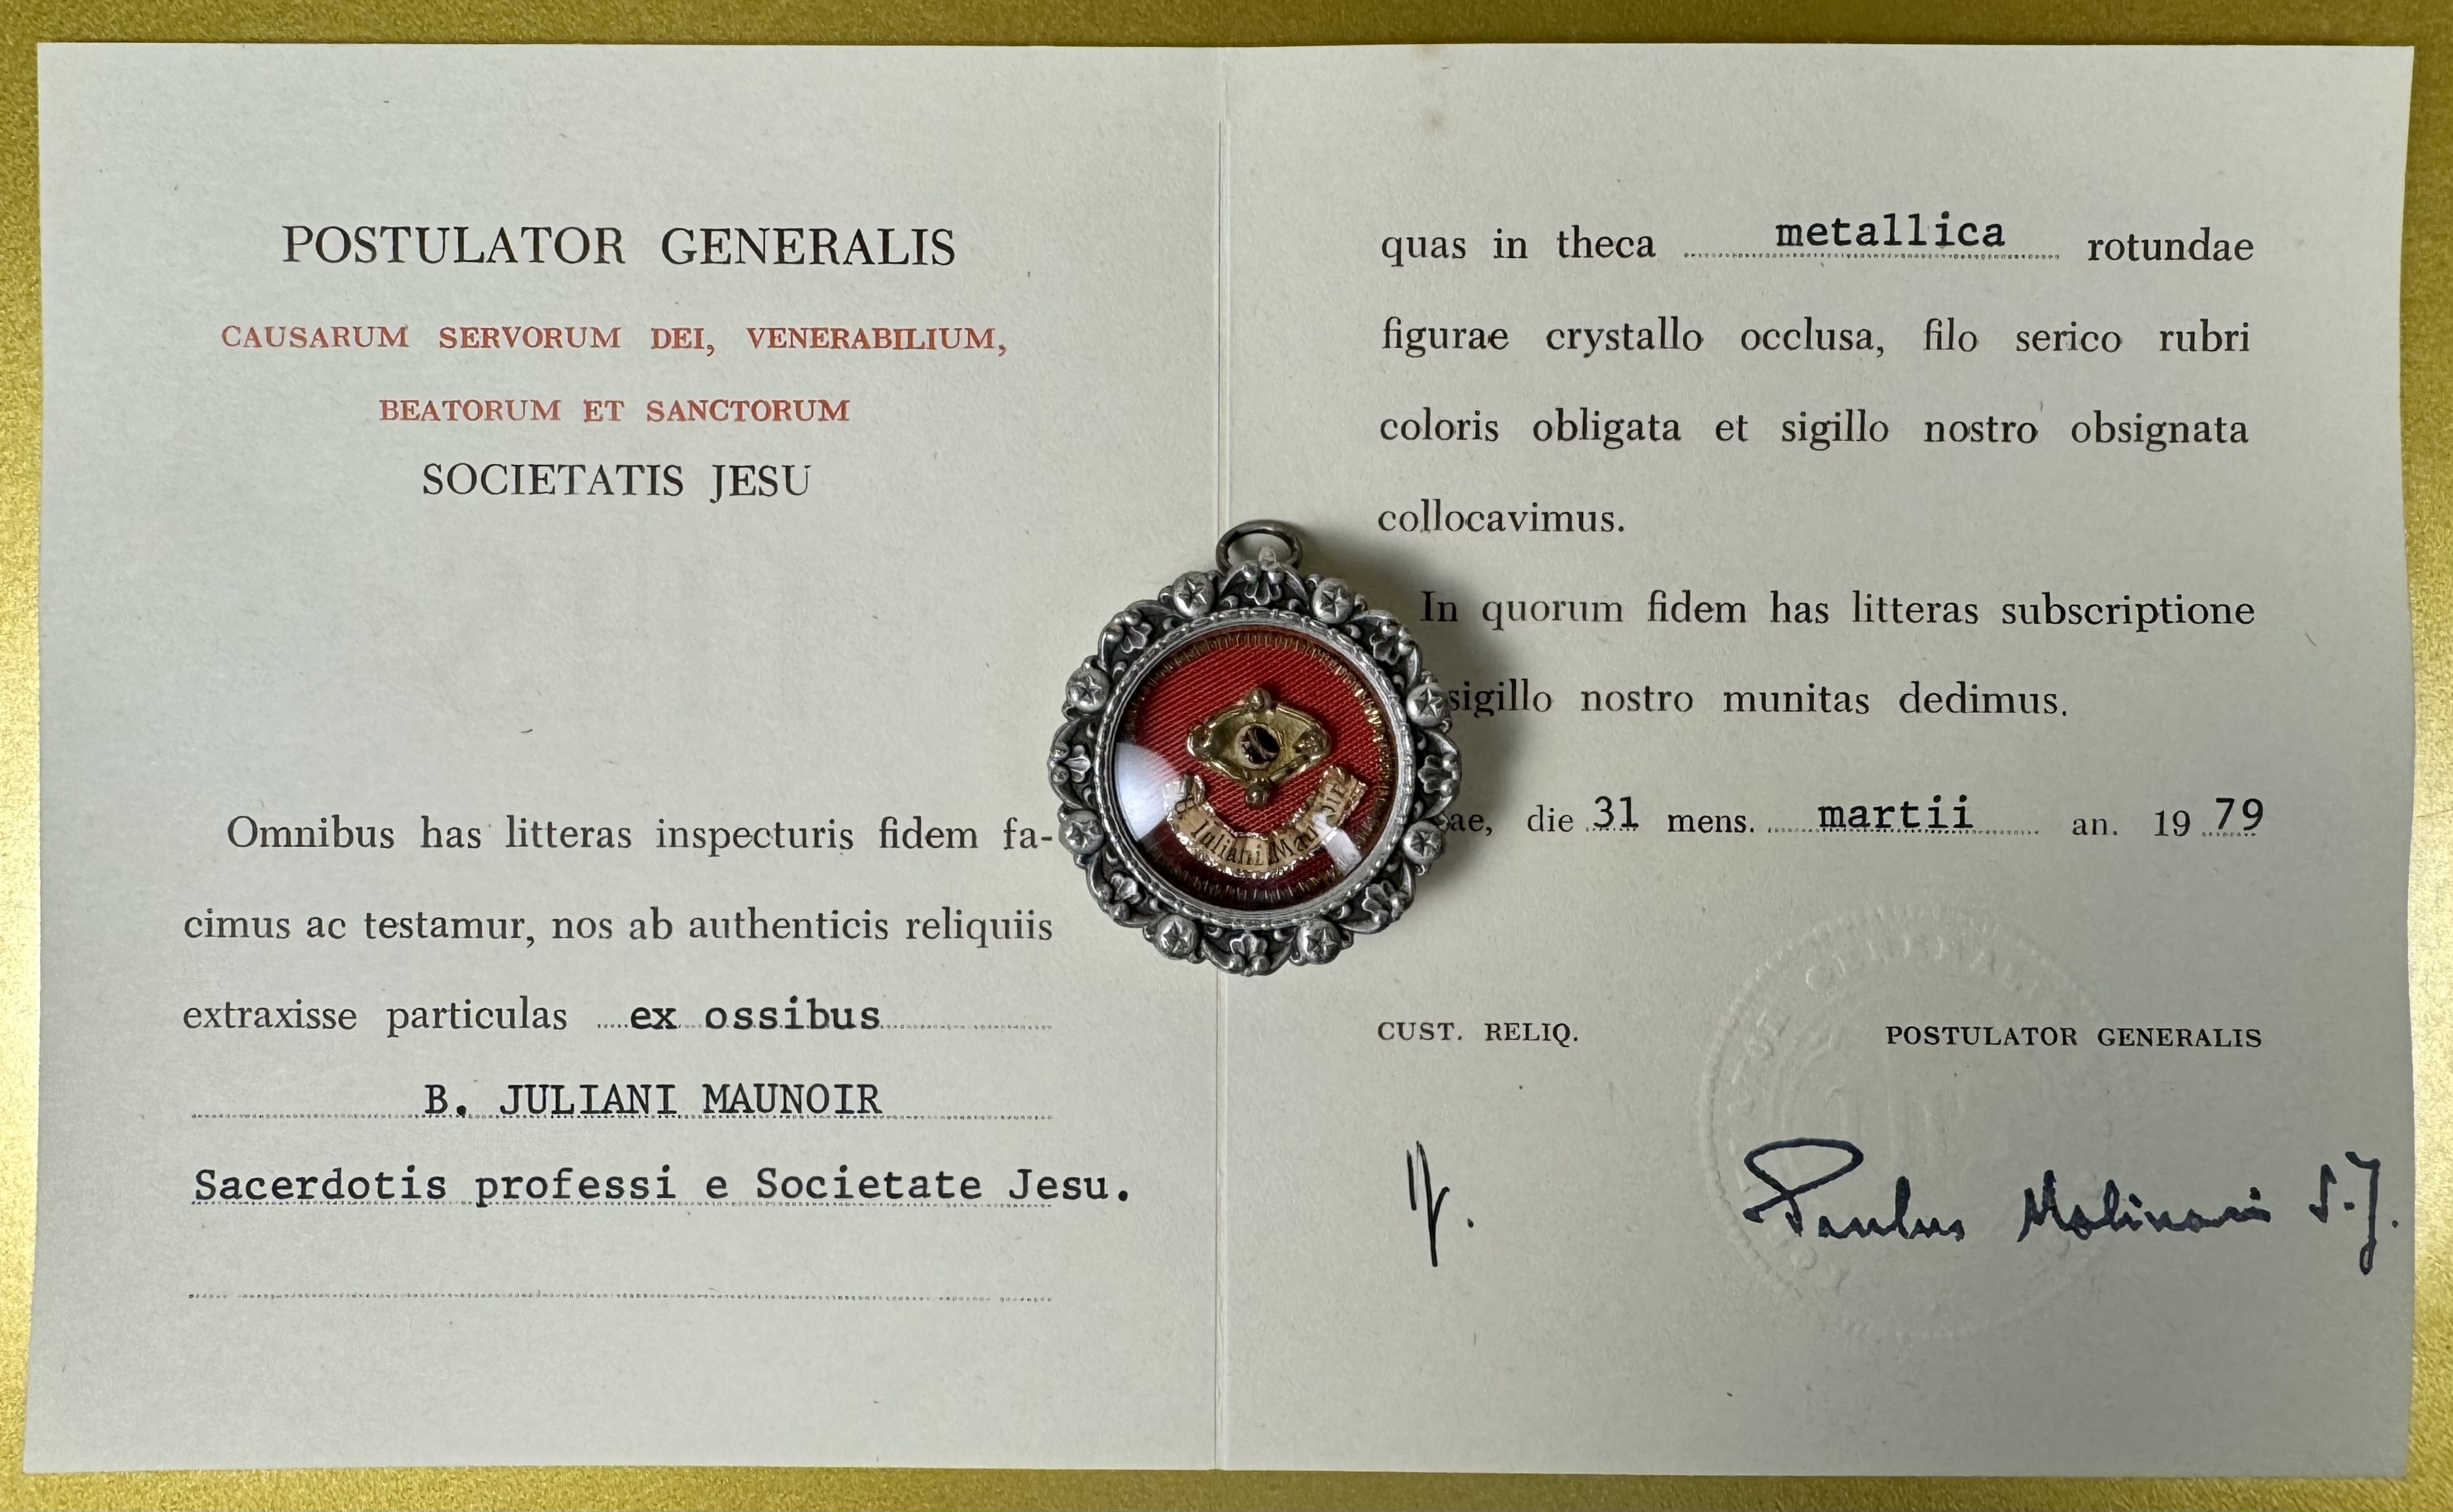 POSTULATOR GENERALIS
CAUSARUM SERVORUM DEI, VENERABILIUM,
BEATORUM ET SANCTORUM
SOCIETATIS JESU
Omnibus has litteras inspecturis fidem fa-
cimus ac testamur, nos ab authenticis reliquiis
extraxisse particulas ex ossibus
B. JULIANI MAUNOIR
Sacerdotis professi e Societate Jesu.
B. Iuliani Maunoir
quas in theca metallica rotundae
figurae crystallo occlusa, filo serico rubri
coloris obligata et sigillo nostro obsignata
collocavimus.
In quorum fidem has litteras subscriptione
sigillo nostro munitas dedimus.
ae, die 31 mens. martii an. 19 79
CUST. RELIQ. POSTULATOR GENERALIS
Paulus Molinari S.J.